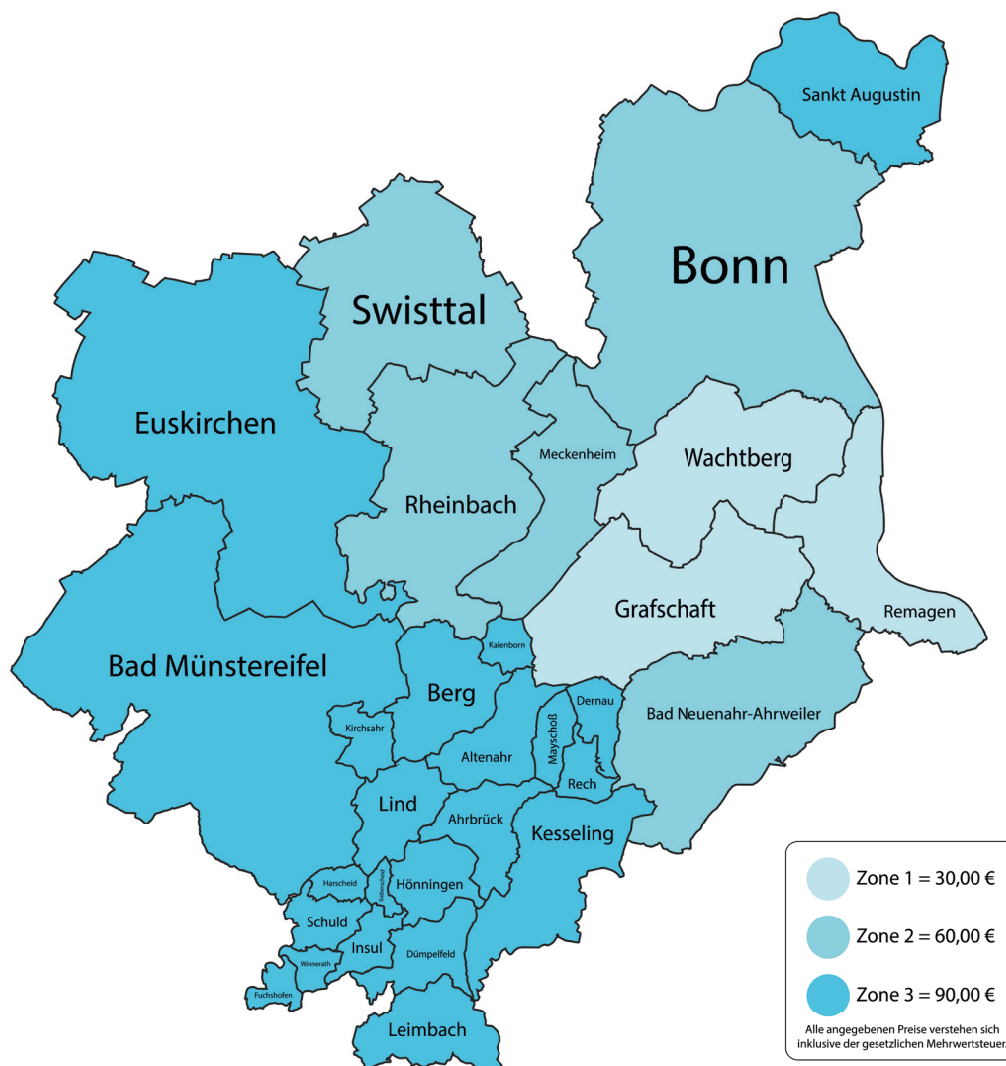 Sankt Augustin
Bonn
Swisttal
Euskirchen
Meckenheim
Wachtberg
Rheinbach
Grafschaft
Remagen
Kalenborn
Bad Münstereifel
Berg
Dernau
Bad Neuenahr-Ahrweiler
Kirchsahr
Mayschoß
Altenahr
Rech
Lind
Ahrbrück
Kesseling
Harscheid
Sierscheid
Hönningen
Schuld
Insul
Dümpelfeld
Winnerath
Fuchshofen
Leimbach
Zone 1 = 30,00 €
Zone 2 = 60,00 €
Zone 3 = 90,00 €
Alle angegebenen Preise verstehen sich
inklusive der gesetzlichen Mehrwertsteuer.